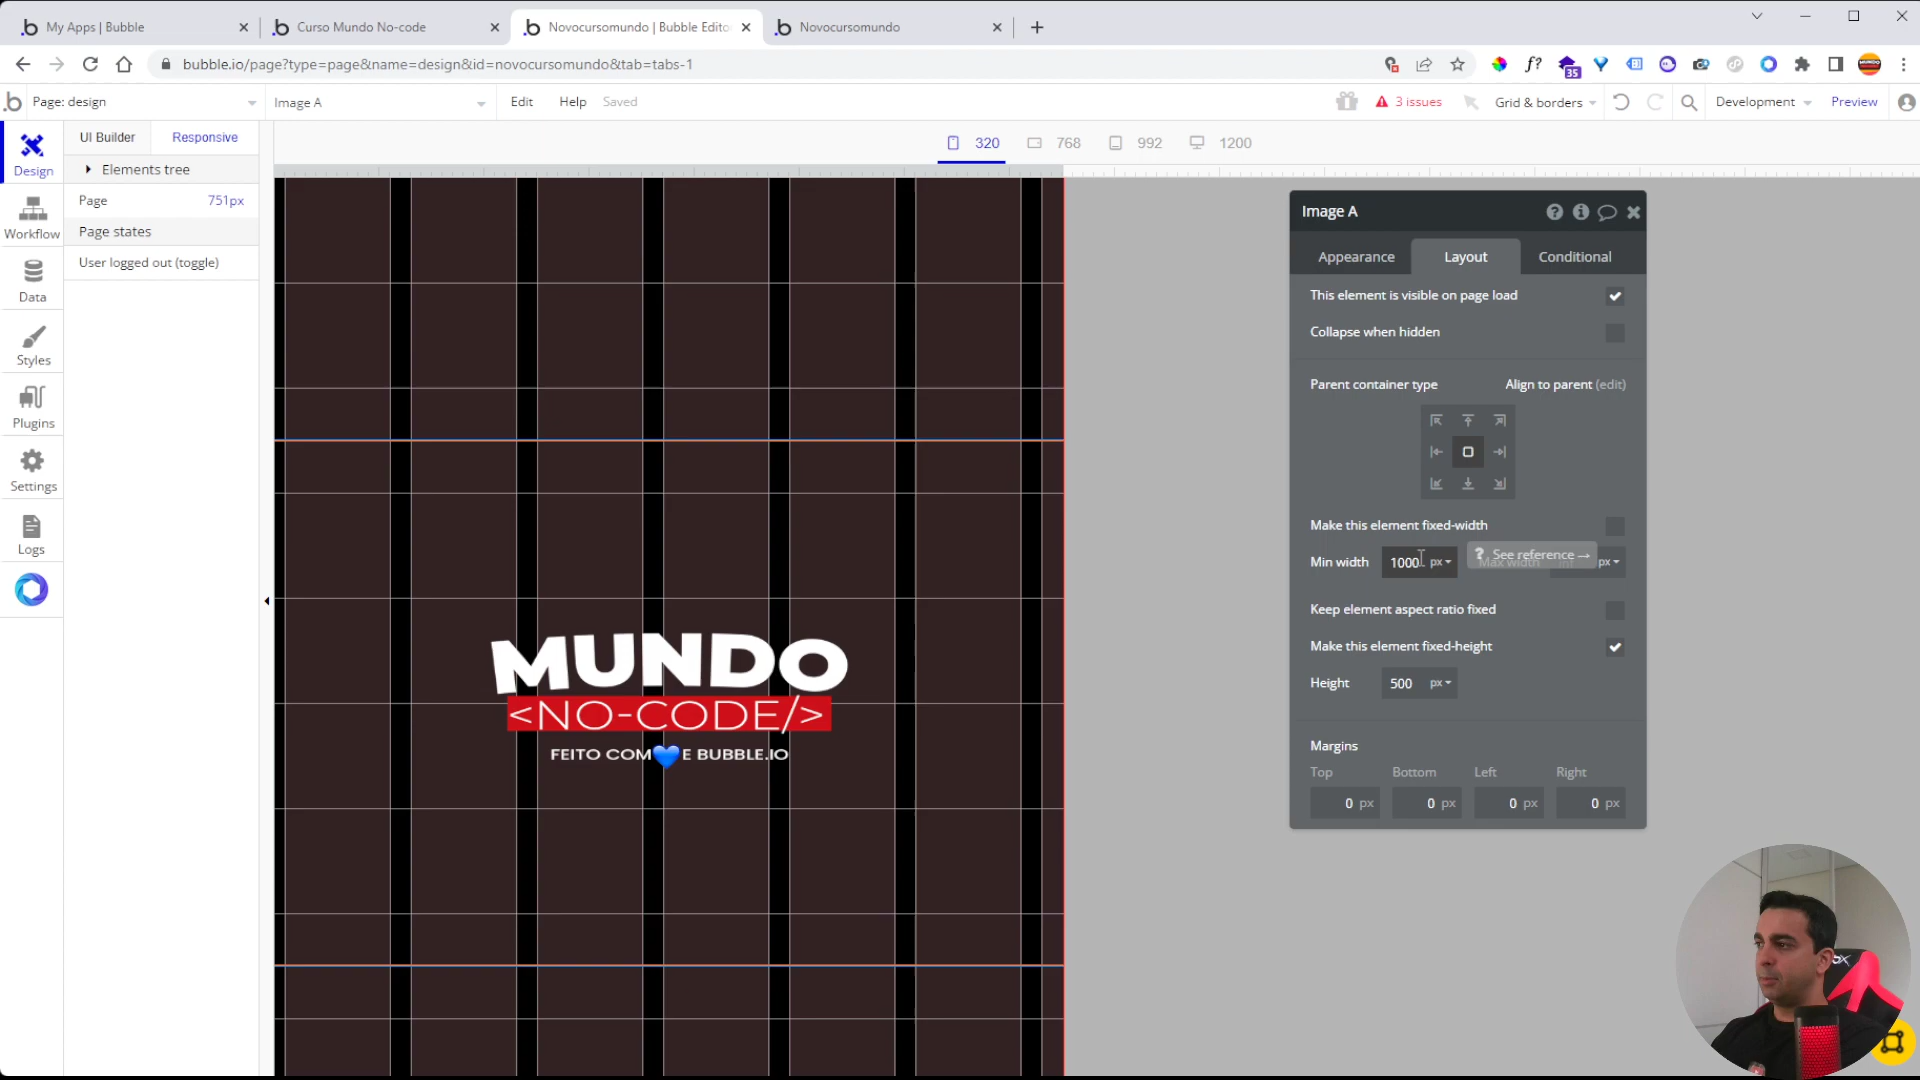 My Apps | Bubble
Curso Mundo No-code
Novocursomundo | Bubble Edito
Novocursomundo
bubble.io/page?type=page&name=design&id=novocursomundo&tab=tabs-1
f?
35
Page: design
Image A
Edit
Help
Saved
3 issues
Grid & borders
Development
Preview
Design
Workflow
Data
Styles
Plugins
Settings
Logs
UI Builder
Responsive
Elements tree
Page
751px
Page states
User logged out (toggle)
320
768
992
1200
MUNDO
<NO-CODE/>
FEITO COM💙E BUBBLE.IO
Image A
Appearance
Layout
Conditional
This element is visible on page load
Collapse when hidden
Parent container type
Align to parent (edit)
Make this element fixed-width
Min width
1000 px
See reference →
Max width
px
Keep element aspect ratio fixed
Make this element fixed-height
Height
500 px
Margins
Top
Bottom
Left
Right
0 px
0 px
0 px
0 px